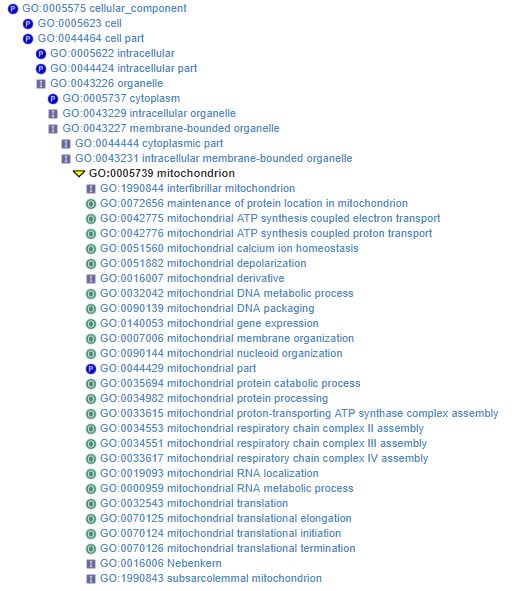 P GO:0005575 cellular_component
P GO:0005623 cell
P GO:0044464 cell part
P GO:0005622 intracellular
P GO:0044424 intracellular part
I GO:0043226 organelle
P GO:0005737 cytoplasm
I GO:0043229 intracellular organelle
I GO:0043227 membrane-bounded organelle
I GO:0044444 cytoplasmic part
I GO:0043231 intracellular membrane-bounded organelle
GO:0005739 mitochondrion
I GO:1990844 interfibrillar mitochondrion
O GO:0072656 maintenance of protein location in mitochondrion
O GO:0042775 mitochondrial ATP synthesis coupled electron transport
O GO:0042776 mitochondrial ATP synthesis coupled proton transport
O GO:0051560 mitochondrial calcium ion homeostasis
O GO:0051882 mitochondrial depolarization
I GO:0016007 mitochondrial derivative
O GO:0032042 mitochondrial DNA metabolic process
O GO:0090139 mitochondrial DNA packaging
O GO:0140053 mitochondrial gene expression
O GO:0007006 mitochondrial membrane organization
O GO:0090144 mitochondrial nucleoid organization
P GO:0044429 mitochondrial part
O GO:0035694 mitochondrial protein catabolic process
O GO:0034982 mitochondrial protein processing
O GO:0033615 mitochondrial proton-transporting ATP synthase complex assembly
O GO:0034553 mitochondrial respiratory chain complex II assembly
O GO:0034551 mitochondrial respiratory chain complex III assembly
O GO:0033617 mitochondrial respiratory chain complex IV assembly
O GO:0019093 mitochondrial RNA localization
O GO:0000959 mitochondrial RNA metabolic process
O GO:0032543 mitochondrial translation
O GO:0070125 mitochondrial translational elongation
O GO:0070124 mitochondrial translational initiation
O GO:0070126 mitochondrial translational termination
I GO:0016006 Nebenkern
I GO:1990843 subsarcolemmal mitochondrion